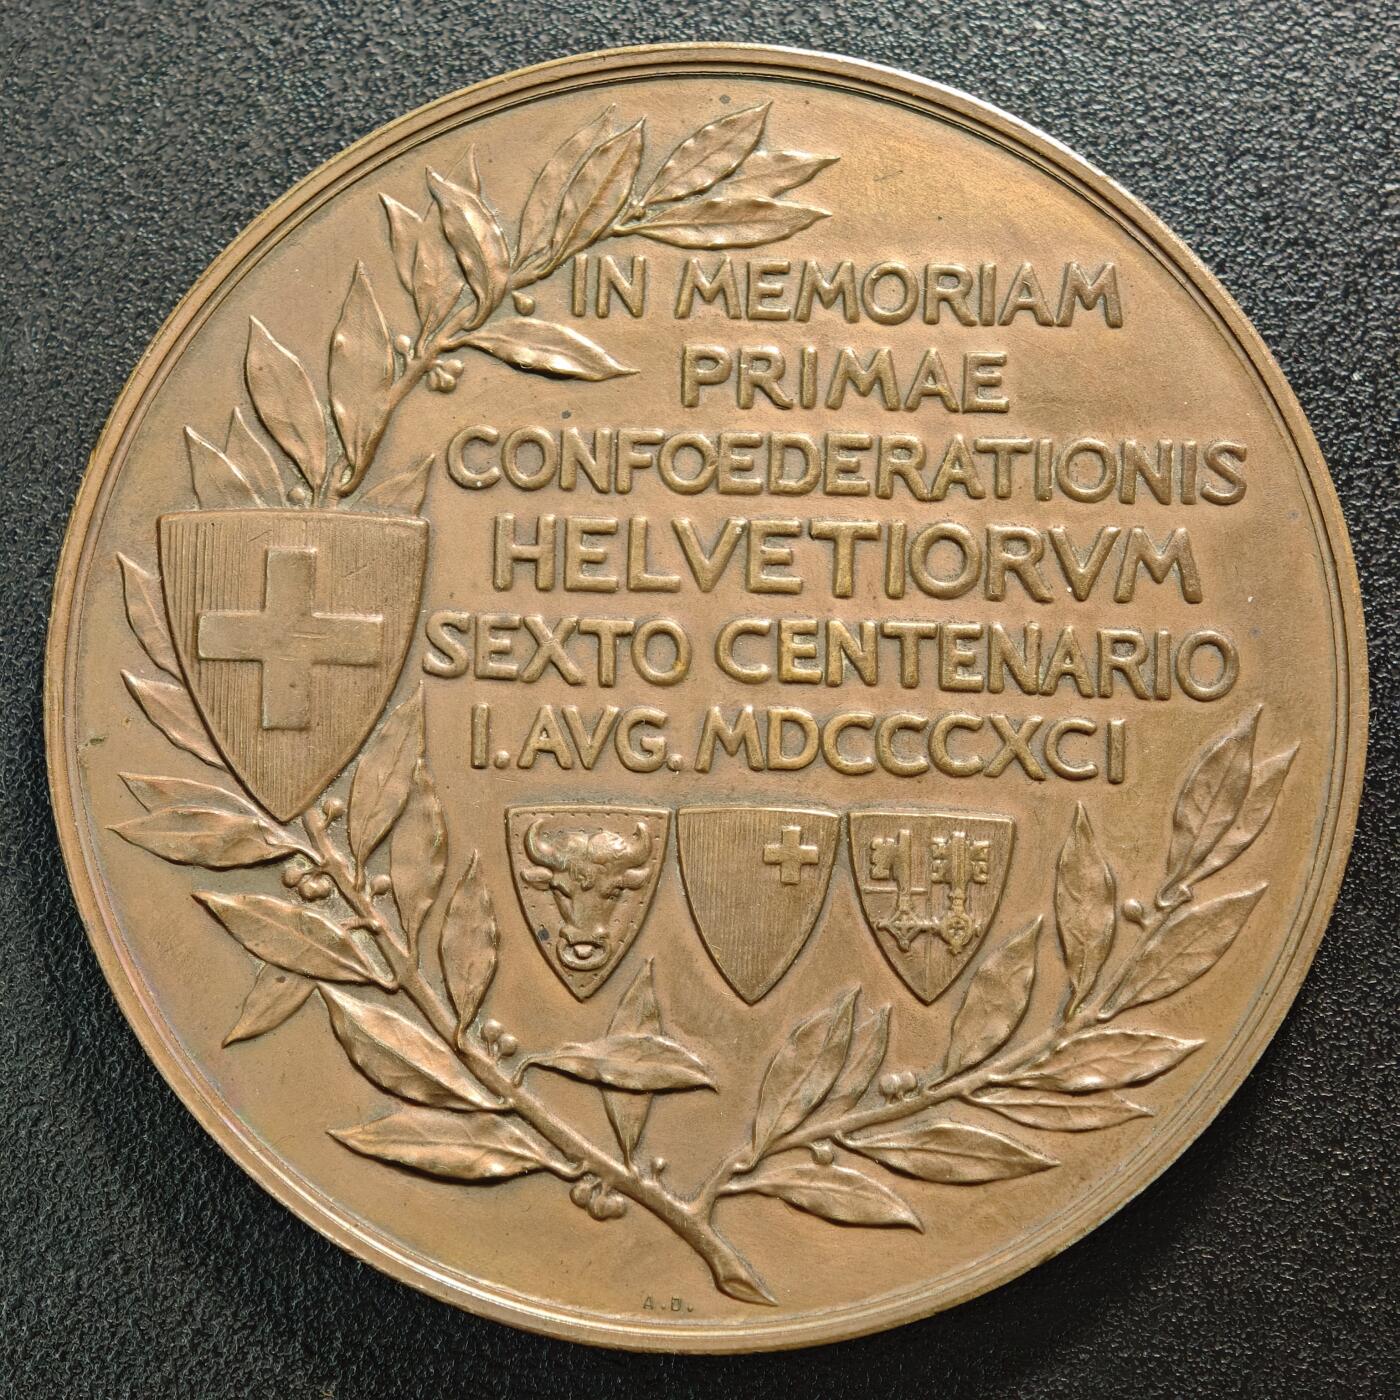 IN MEMORIAM
PRIMAE
CONFOEDERATIONIS
HELVETIORVM
SEXTO CENTENARIO
I. AVG. MDCCCXCI
A.D.